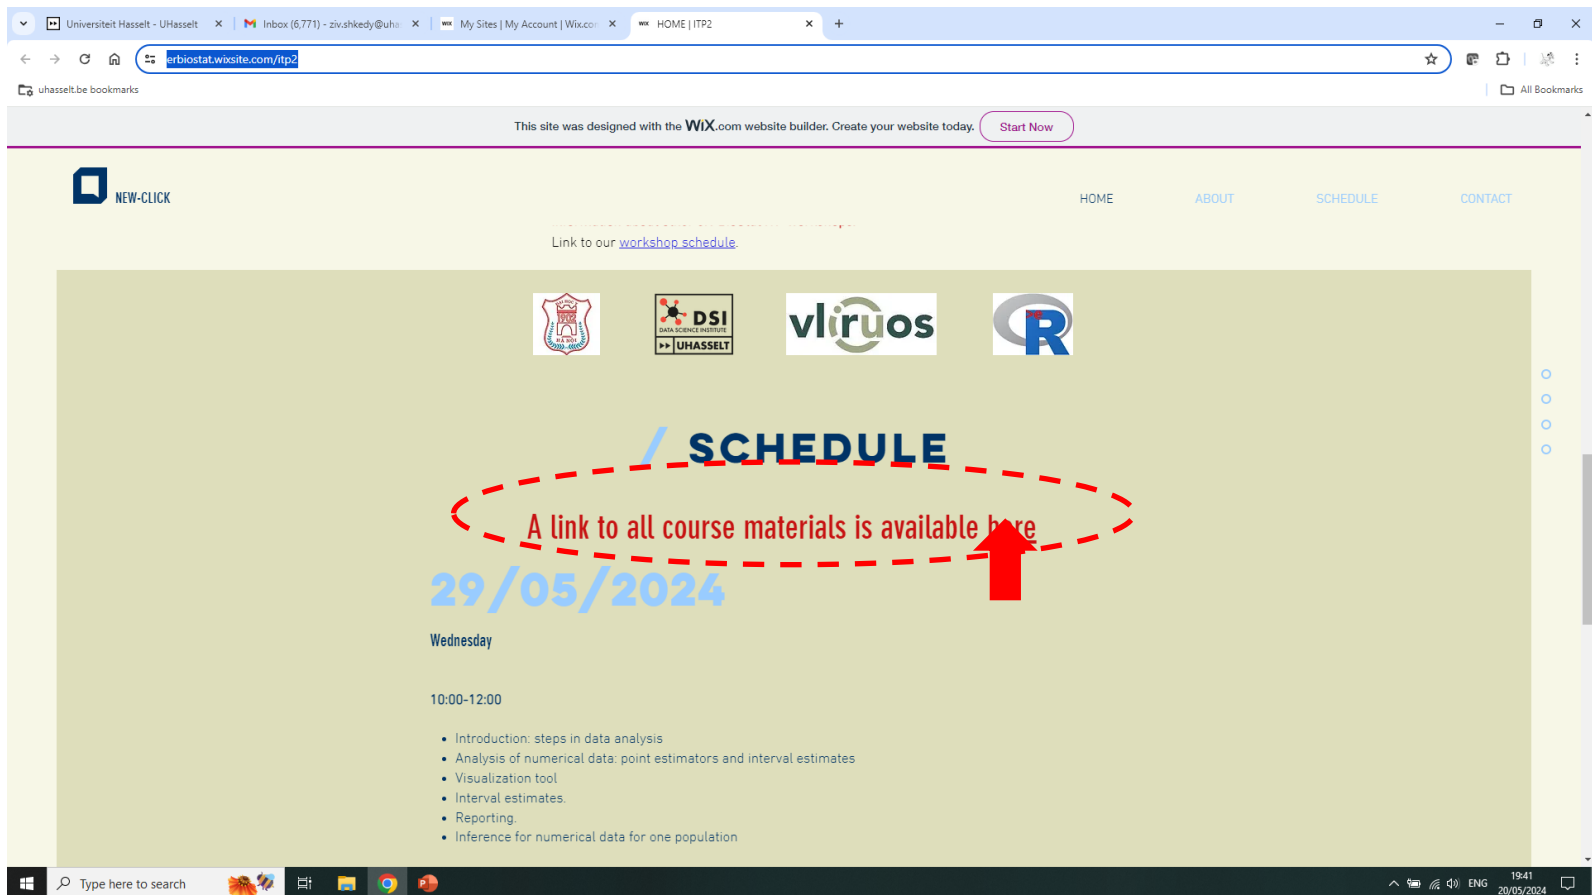 Universiteit Hasselt - UHasselt
Inbox (6,771) - ziv.shkedy@uha
My Sites | My Account | Wix.co
HOME | ITP2
erbiostat.wixsite.com/itp2
uhasselt.be bookmarks
All Bookmarks
This site was designed with the WiX.com website builder. Create your website today.
Start Now
NEW-CLICK
HOME
ABOUT
SCHEDULE
CONTACT
Link to our workshop schedule.
1902
HÀ NỘI
DSI
DATA SCIENCE INSTITUTE
UHASSELT
vliruos
R
/ SCHEDULE
A link to all course materials is available here
29/05/2024
Wednesday
10:00-12:00
Introduction: steps in data analysis
Analysis of numerical data: point estimators and interval estimates
Visualization tool
Interval estimates.
Reporting.
Inference for numerical data for one population
Type here to search
ENG
19:41
20/05/2024